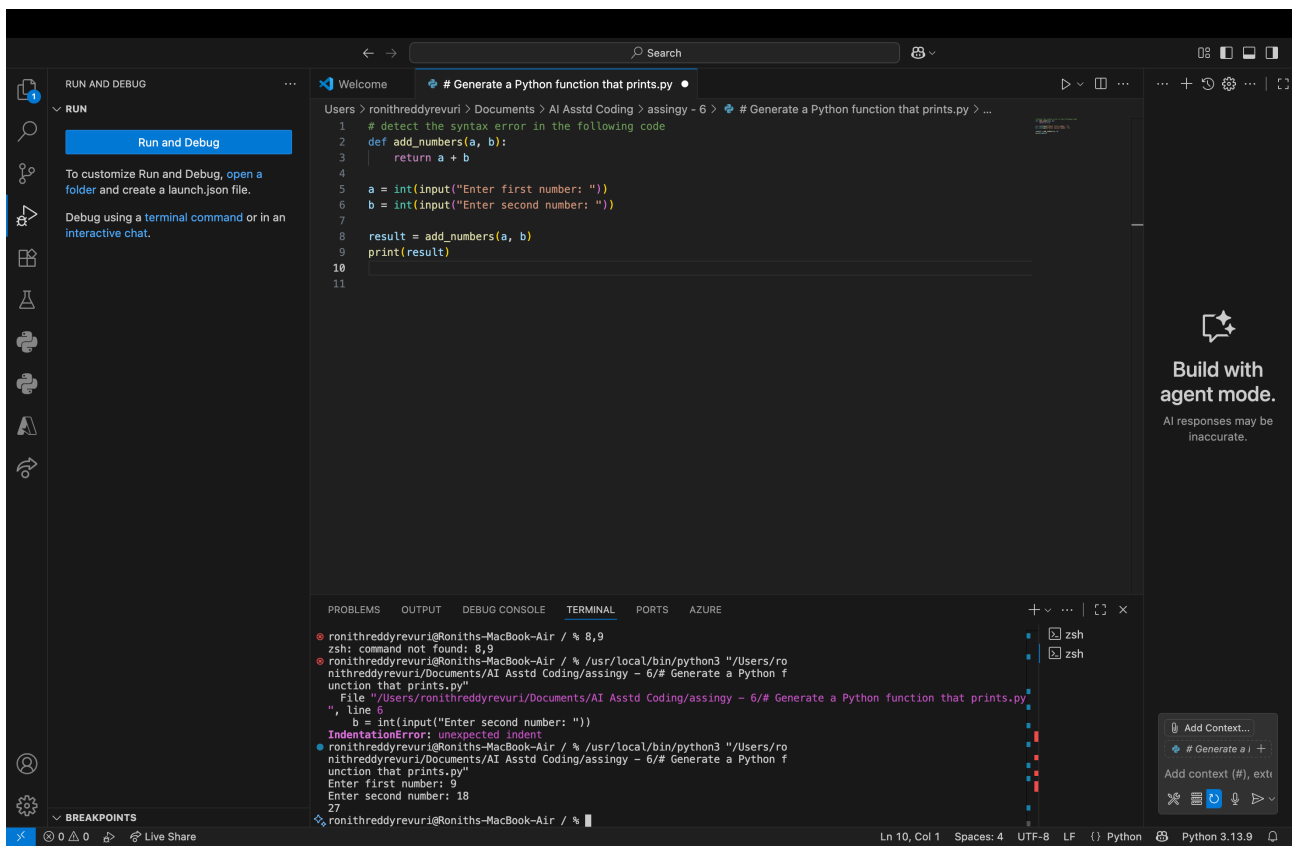 Search
RUN AND DEBUG
RUN
Run and Debug
To customize Run and Debug, open a
folder and create a launch.json file.
Debug using a terminal command or in an
interactive chat.
BREAKPOINTS
1
Welcome
# Generate a Python function that prints.py
Users > ronithreddyrevuri > Documents > AI Asstd Coding > assingy - 6 > # Generate a Python function that prints.py > ...
1 # detect the syntax error in the following code
2 def add_numbers(a, b):
3     return a + b
4
5 a = int(input("Enter first number: "))
6 b = int(input("Enter second number: "))
7
8 result = add_numbers(a, b)
9 print(result)
10
11
PROBLEMS OUTPUT DEBUG CONSOLE TERMINAL PORTS AZURE
ronithreddyrevuri@Roniths-MacBook-Air / % 8,9
zsh: command not found: 8,9
ronithreddyrevuri@Roniths-MacBook-Air / % /usr/local/bin/python3 "/Users/ro
nithreddyrevuri/Documents/AI Asstd Coding/assingy - 6/# Generate a Python f
unction that prints.py"
  File "/Users/ronithreddyrevuri/Documents/AI Asstd Coding/assingy - 6/# Generate a Python function that prints.py
", line 6
    b = int(input("Enter second number: "))
IndentationError: unexpected indent
ronithreddyrevuri@Roniths-MacBook-Air / % /usr/local/bin/python3 "/Users/ro
nithreddyrevuri/Documents/AI Asstd Coding/assingy - 6/# Generate a Python f
unction that prints.py"
Enter first number: 9
Enter second number: 18
27
ronithreddyrevuri@Roniths-MacBook-Air / %
zsh
zsh
Build with
agent mode.
AI responses may be
inaccurate.
Add Context...
# Generate a
Add context (#), exte
0 0 Live Share
Ln 10, Col 1 Spaces: 4 UTF-8 LF {} Python Python 3.13.9